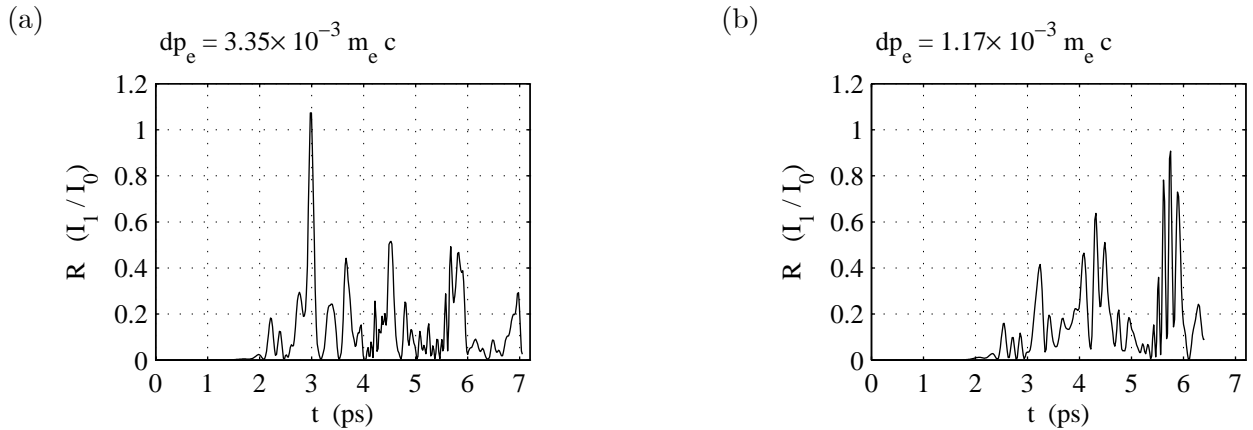 (a)
dp_e = 3.35× 10^-3 m_e c
1.2
1
0.8
0.6
0.4
0.2
0
R (I_1 / I_0)
0 1 2 3 4 5 6 7
t (ps)
(b)
dp_e = 1.17× 10^-3 m_e c
1.2
1
0.8
0.6
0.4
0.2
0
R (I_1 / I_0)
0 1 2 3 4 5 6 7
t (ps)